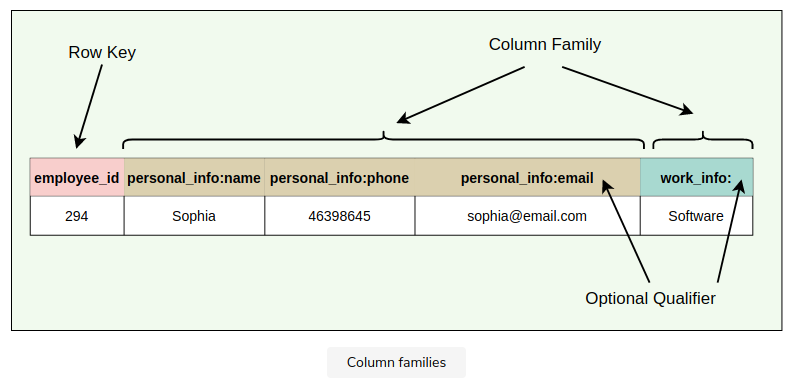 Row Key
Column Family
employee_id personal_info:name personal_info:phone personal_info:email work_info:
294 Sophia 46398645 sophia@email.com Software
Optional Qualifier
Column families